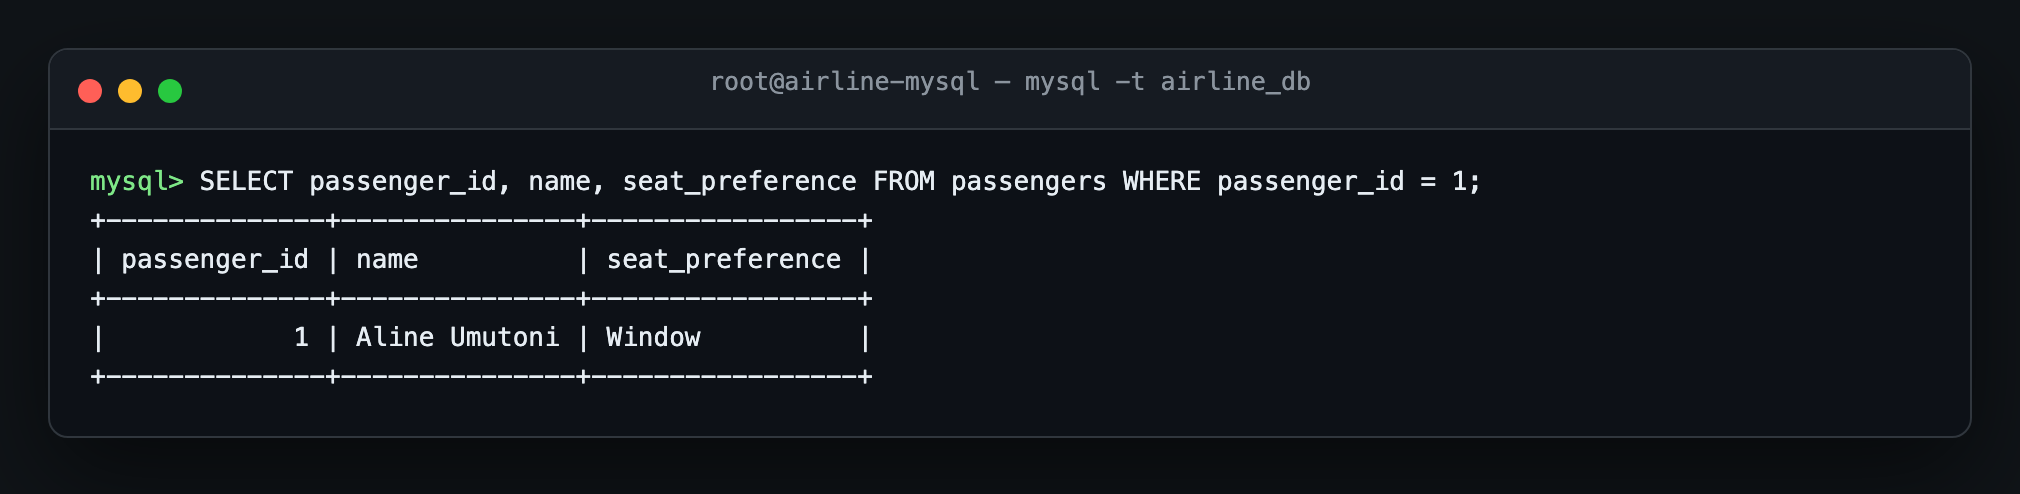 root@airline-mysql — mysql -t airline_db
mysql> SELECT passenger_id, name, seat_preference FROM passengers WHERE passenger_id = 1;
+--------------+---------------+-----------------+
| passenger_id | name          | seat_preference |
+--------------+---------------+-----------------+
|            1 | Aline Umutoni | Window          |
+--------------+---------------+-----------------+